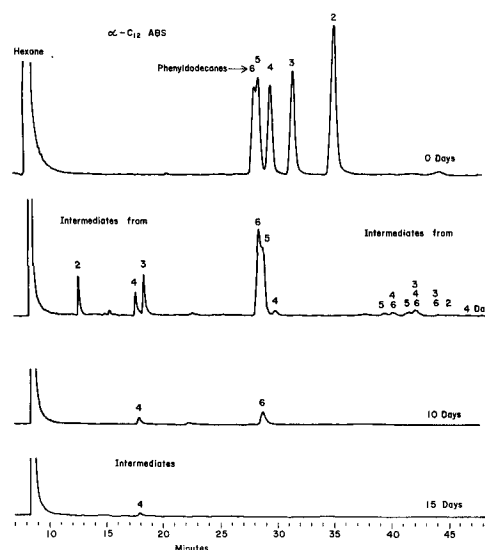 α-C12 ABS
Hexane
Phenyldodecanes→
6 5 4 3 2
0 Days
Intermediates from
Intermediates from
2 4 3 6 5 4
5 4 6 5 3 4 6 3 6 2
4 Da
4 6
10 Days
Intermediates
4
15 Days
10 15 20 25 30 35 40 45
Minutes